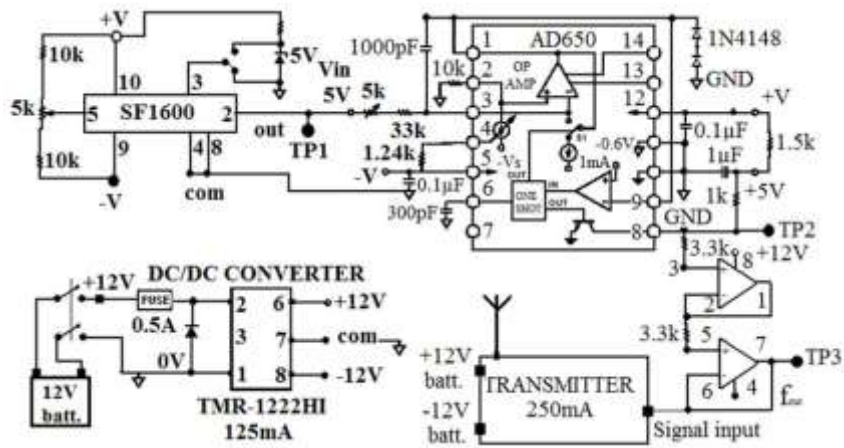 +V
10k
5k
10k
-V
10
3
5
SF1600
2
9
4
8
com
5V
Vin
out
TP1
5V
5k
33k
1000pF
10k
1.24k
-V
0.1µF
300pF
1
AD650
14
OP
AMP
2
13
3
12
4
S1
-0.6V
-Vs
1mA
5
OUT
6
ONE
SHOT
IN
OUT
9
7
8
1N4148
GND
+V
0.1µF
1µF
1.5k
1k
+5V
GND
TP2
3.3k
8
+12V
3
2
1
3.3k
5
7
6
4
TP3
DC/DC CONVERTER
+12V
FUSE
0.5A
0V
12V
batt.
2
6
+12V
3
7
com
1
8
-12V
TMR-1222HI
125mA
+12V
batt.
-12V
batt.
TRANSMITTER
250mA
Signal input